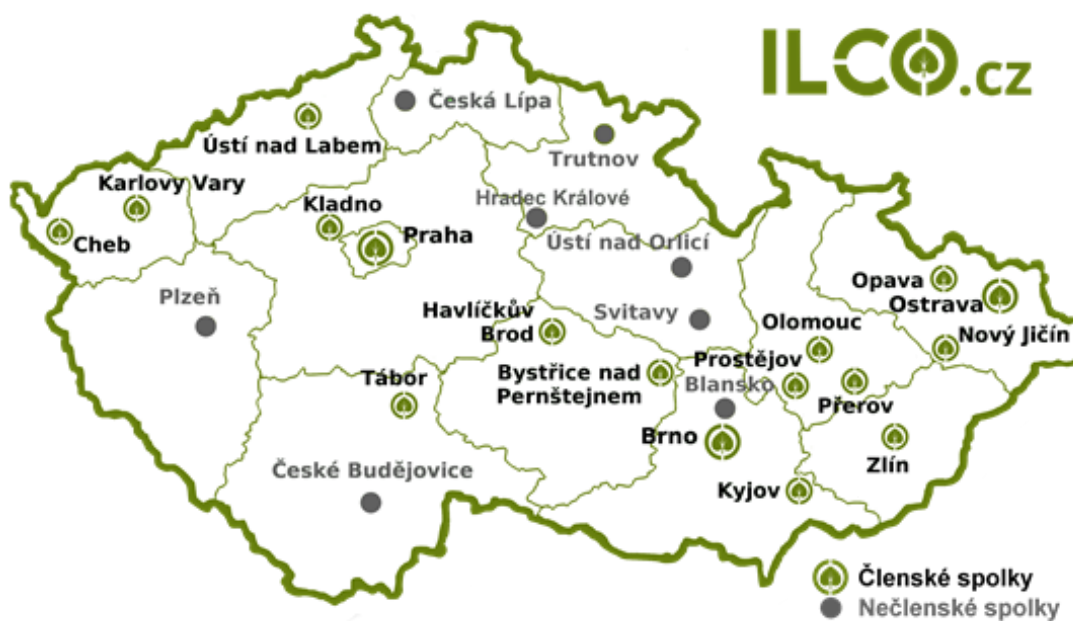 ILCO.cz
Česká Lípa
Ústí nad Labem
Trutnov
Karlovy Vary
Hradec Králové
Kladno
Praha
Cheb
Ústí nad Orlicí
Opava
Ostrava
Plzeň
Havlíčkův
Brod
Svitavy
Olomouc
Nový Jičín
Prostějov
Bystřice nad
Pernštejnem
Tábor
Blansko
Přerov
Brno
Zlín
České Budějovice
Kyjov
Členské spolky
Nečlenské spolky